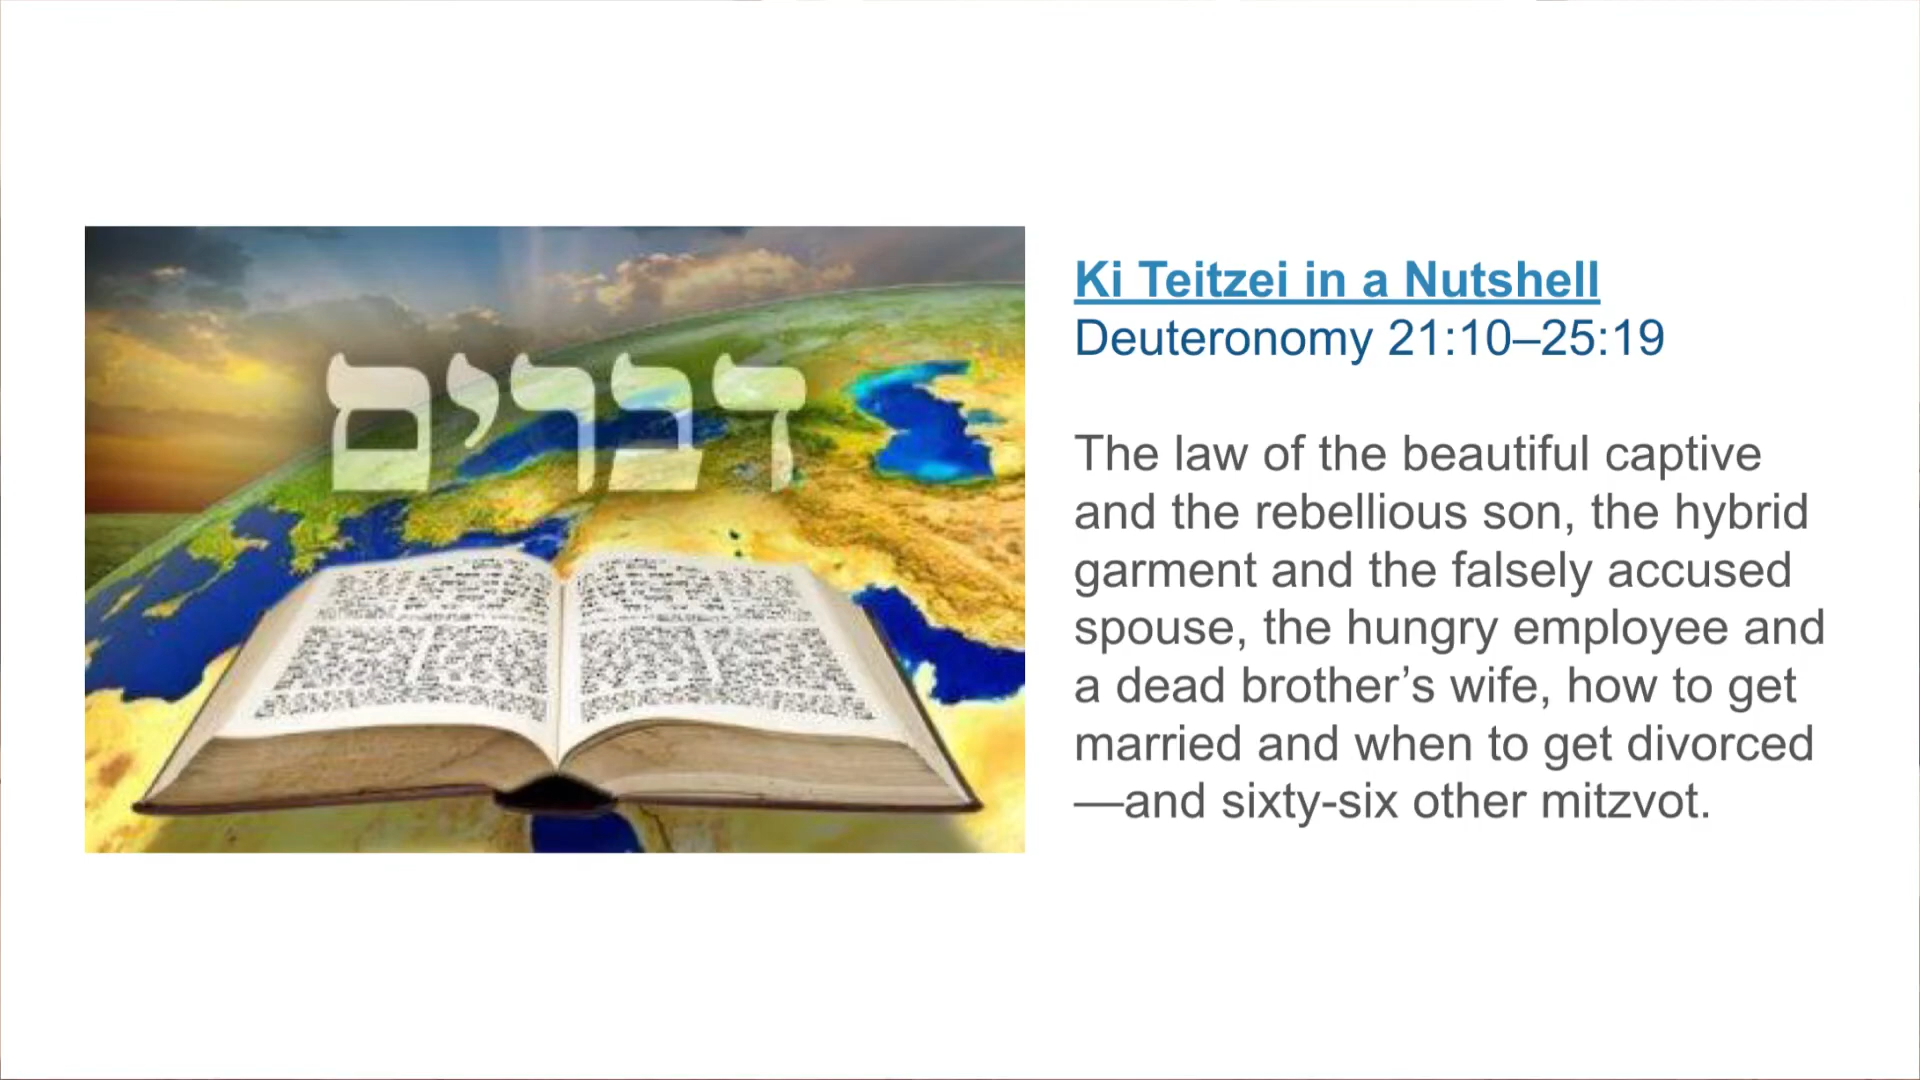 דברים
Ki Teitzei in a Nutshell
Deuteronomy 21:10–25:19
The law of the beautiful captive
and the rebellious son, the hybrid
garment and the falsely accused
spouse, the hungry employee and
a dead brother’s wife, how to get
married and when to get divorced
—and sixty-six other mitzvot.